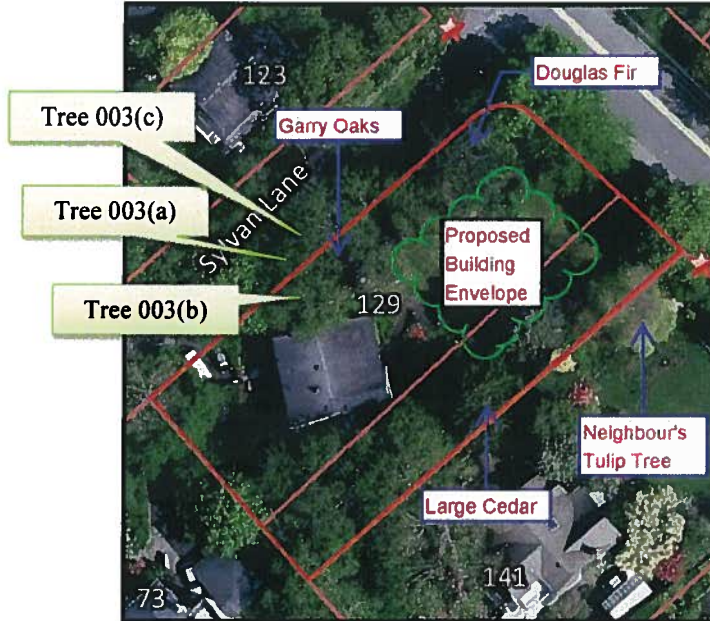 123
Douglas Fir
Tree 003(c)
Garry Oaks
Tree 003(a)
Sylvan Lane
Proposed
Building
Envelope
Tree 003(b)
129
Neighbour's
Tulip Tree
Large Cedar
141
73